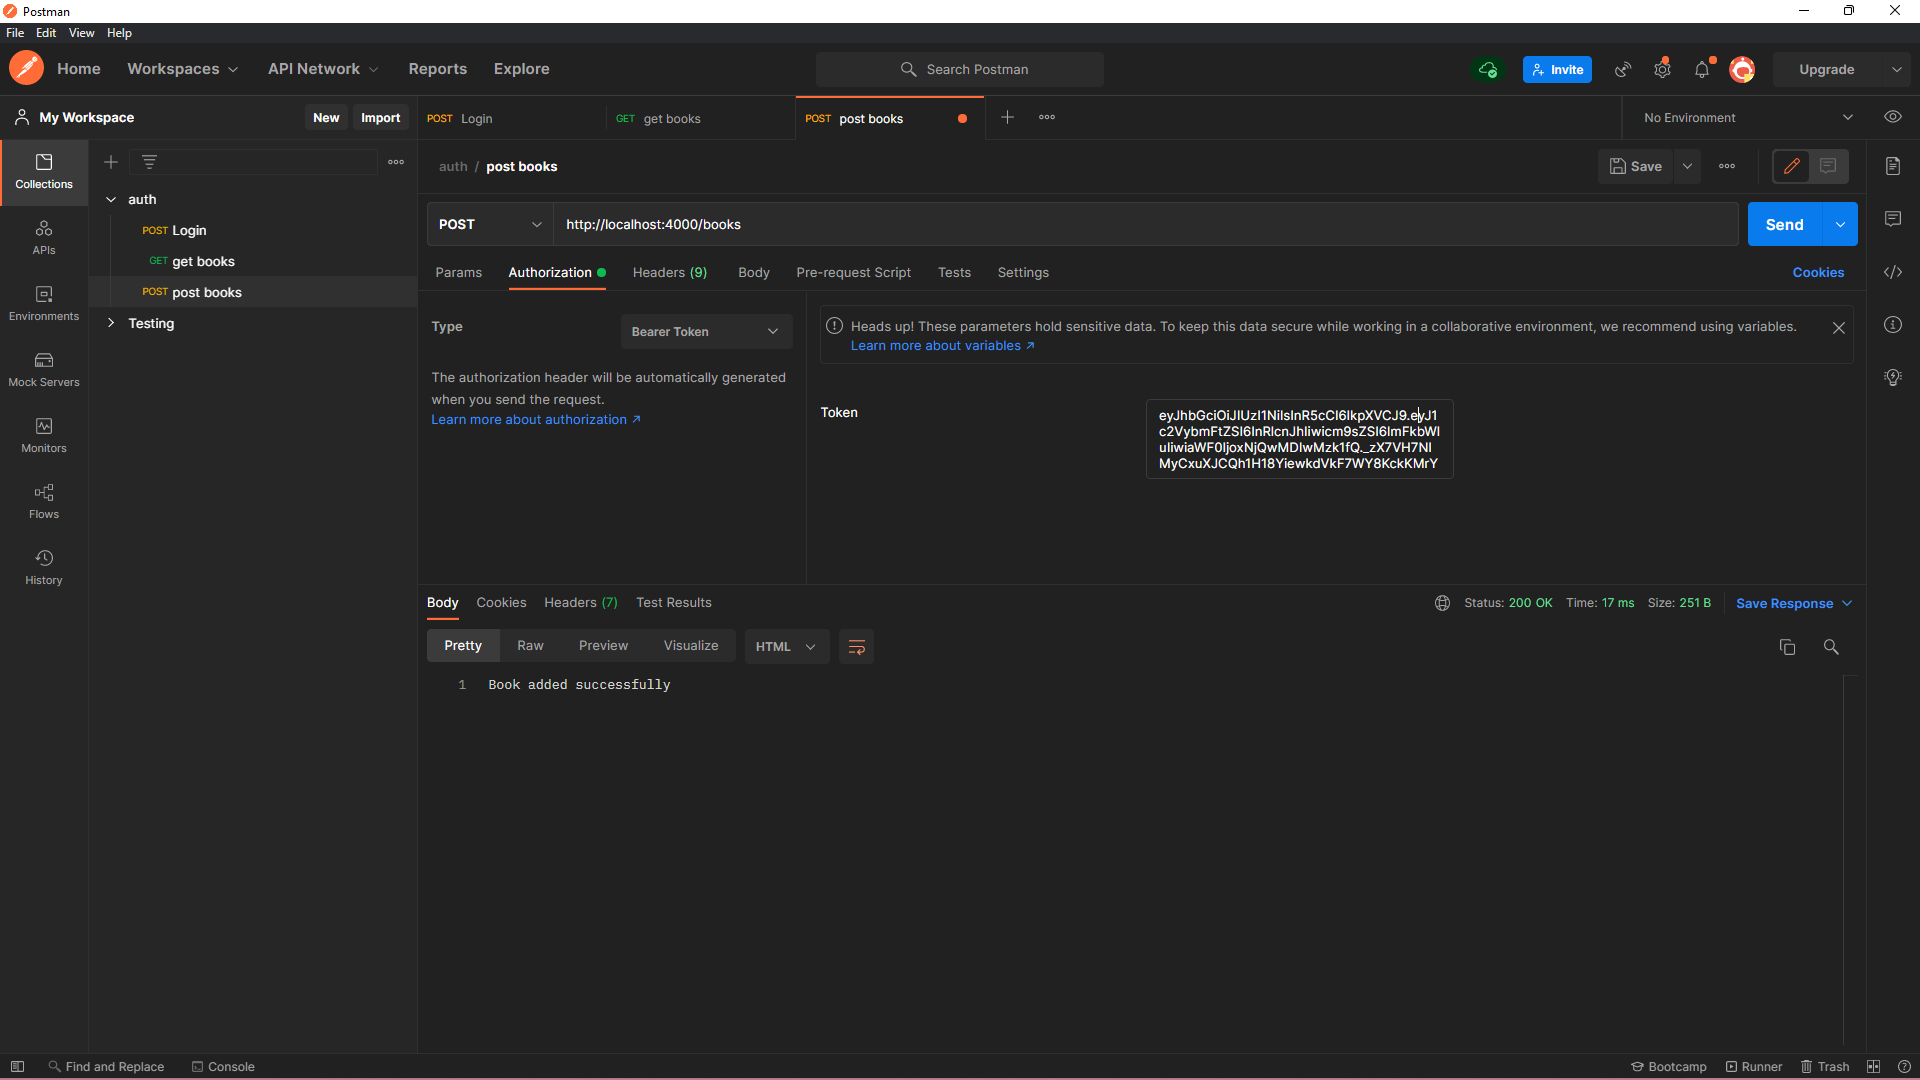 Postman
File Edit View Help
Home Workspaces API Network Reports Explore
Search Postman
Invite
Upgrade
My Workspace
New Import
POST Login
GET get books
POST post books
No Environment
Collections
APIs
Environments
Mock Servers
Monitors
Flows
History
auth
POST Login
GET get books
POST post books
Testing
auth / post books
Save
POST
http://localhost:4000/books
Send
Params Authorization Headers (9) Body Pre-request Script Tests Settings
Cookies
Type
Bearer Token
The authorization header will be automatically generated
when you send the request.
Learn more about authorization ↗
Heads up! These parameters hold sensitive data. To keep this data secure while working in a collaborative environment, we recommend using variables.
Learn more about variables ↗
Token
eyJhbGciOiJIUzI1NiIsInR5cCI6IkpXVCJ9.eyJ1
c2VybmFtZSI6InRlcnJhIiwicm9sZSI6ImFkbWl
uIiwiaWF0IjoxNjQwMDIwMzk1fQ._zX7VH7NI
MyCxuXJCQh1H18YiewkdVkF7WY8KckKMrY
Body Cookies Headers (7) Test Results
Status: 200 OK Time: 17 ms Size: 251 B
Save Response
Pretty Raw Preview Visualize
HTML
1 Book added successfully
Find and Replace
Console
Bootcamp
Runner
Trash